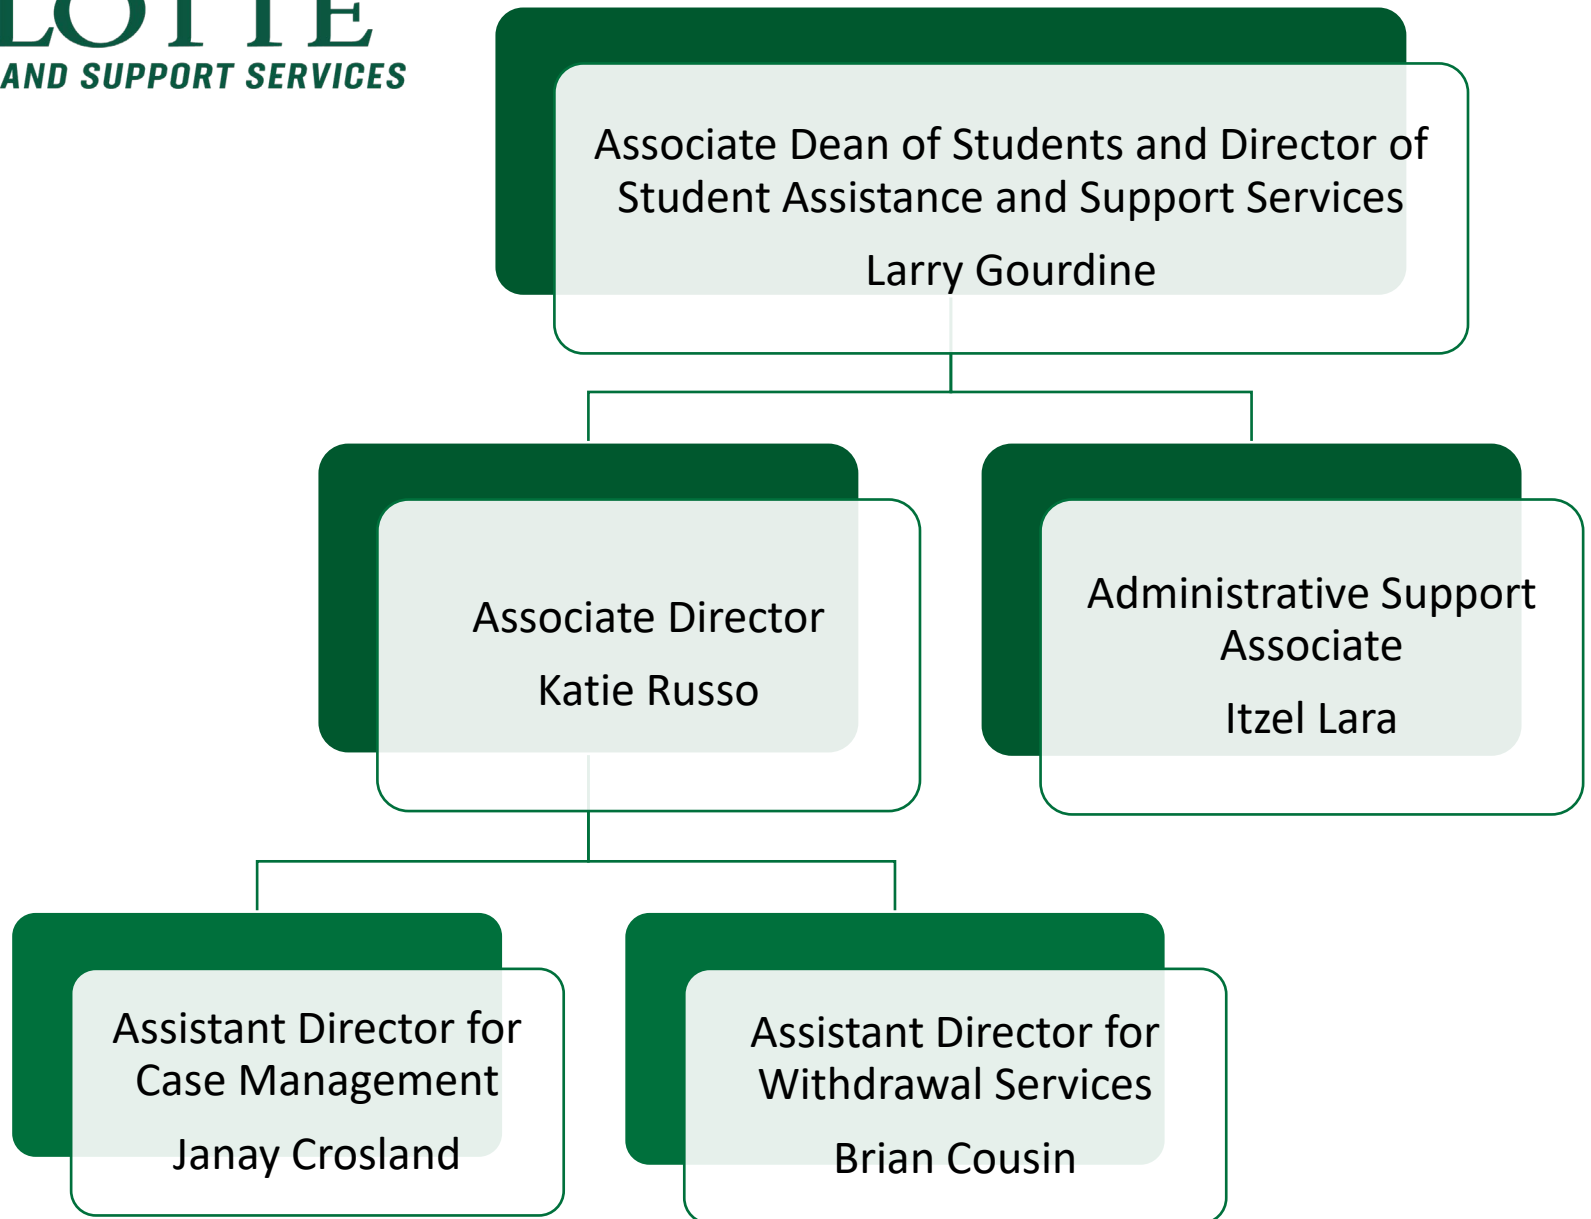 LOTTE
AND SUPPORT SERVICES
Associate Dean of Students and Director of
Student Assistance and Support Services
Larry Gourdine
Associate Director
Katie Russo
Administrative Support
Associate
Itzel Lara
Assistant Director for
Case Management
Janay Crosland
Assistant Director for
Withdrawal Services
Brian Cousin